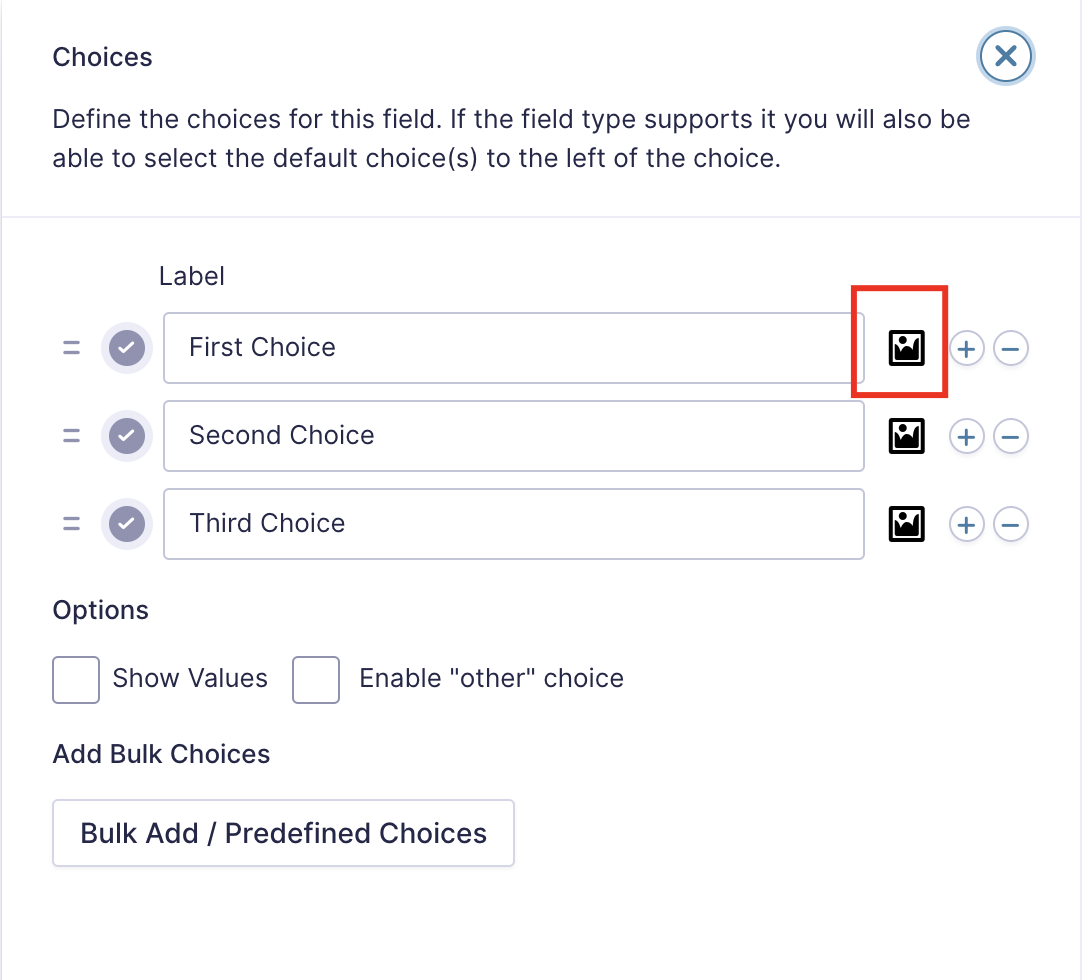 Choices
Define the choices for this field. If the field type supports it you will also be
able to select the default choice(s) to the left of the choice.
Label
First Choice
Second Choice
Third Choice
Options
Show Values Enable "other" choice
Add Bulk Choices
Bulk Add / Predefined Choices